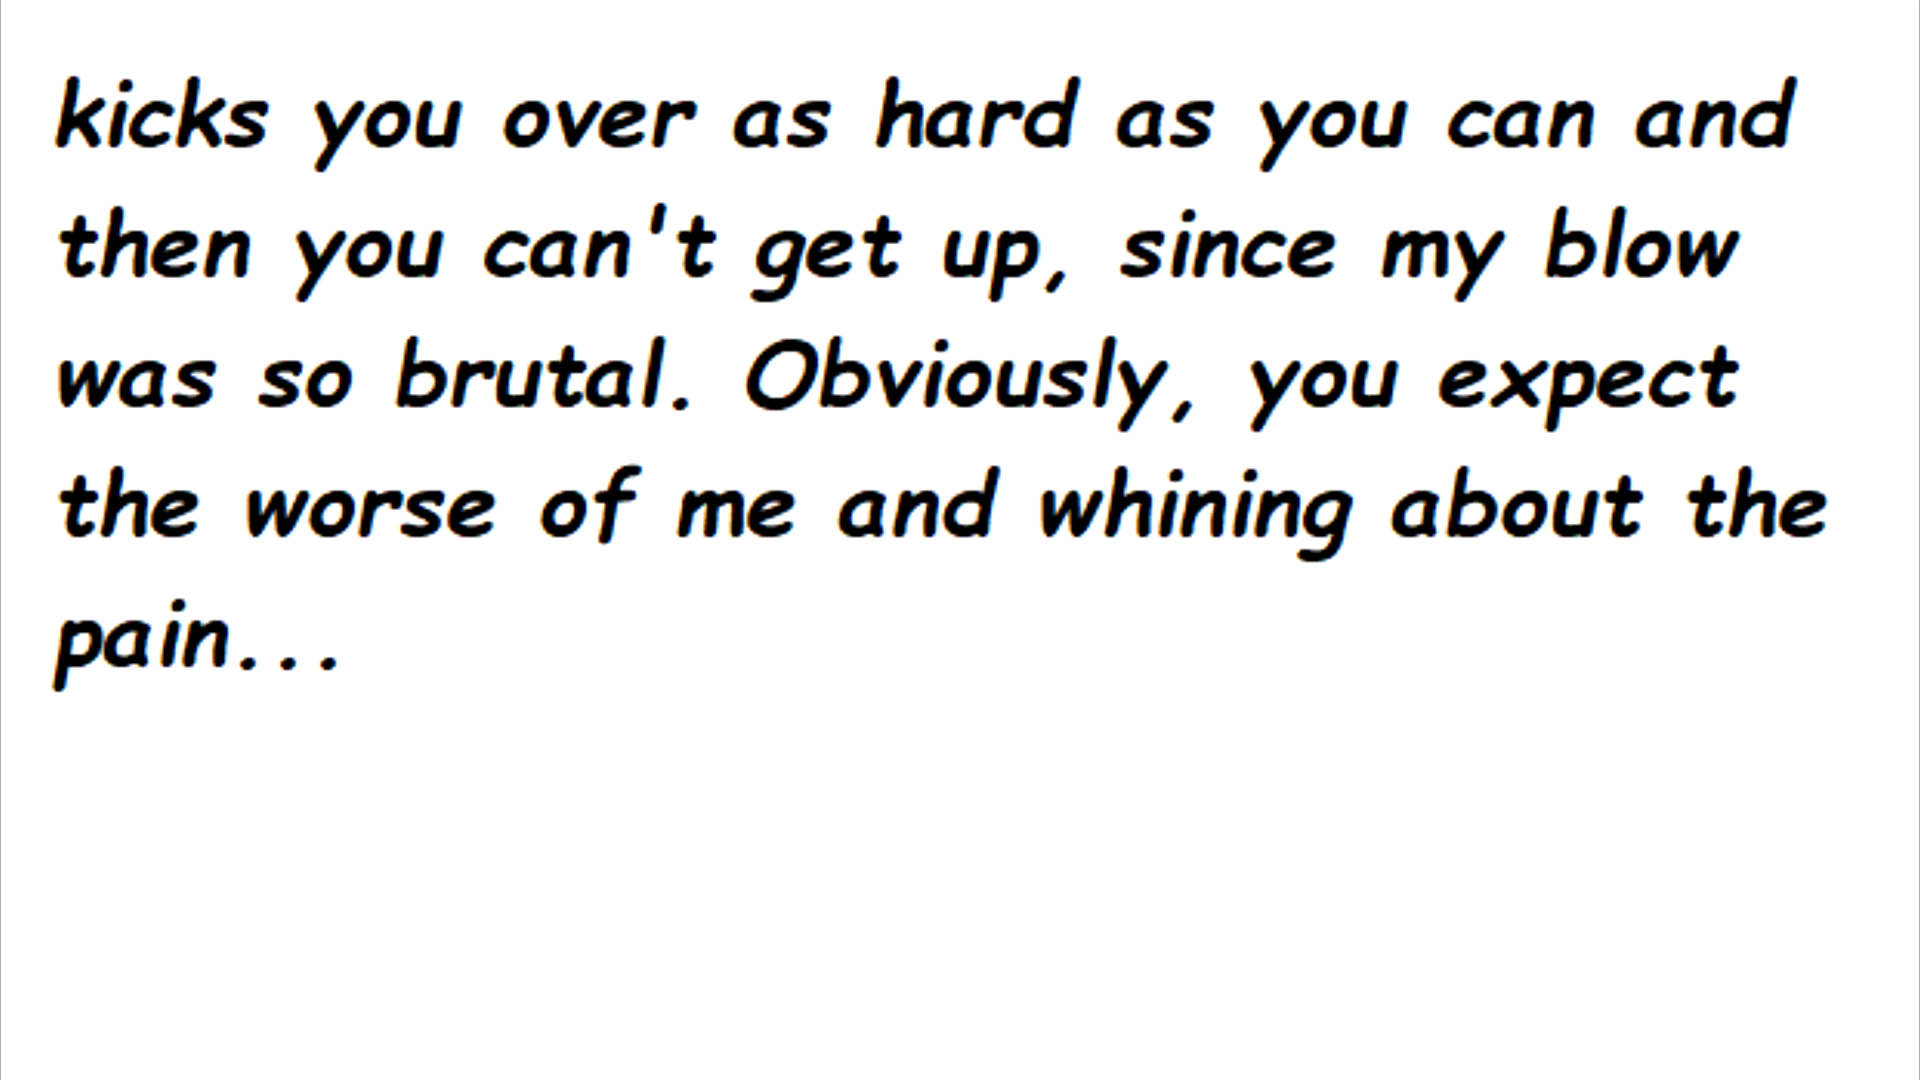 kicks you over as hard as you can and
then you can't get up, since my blow
was so brutal. Obviously, you expect
the worse of me and whining about the
pain...